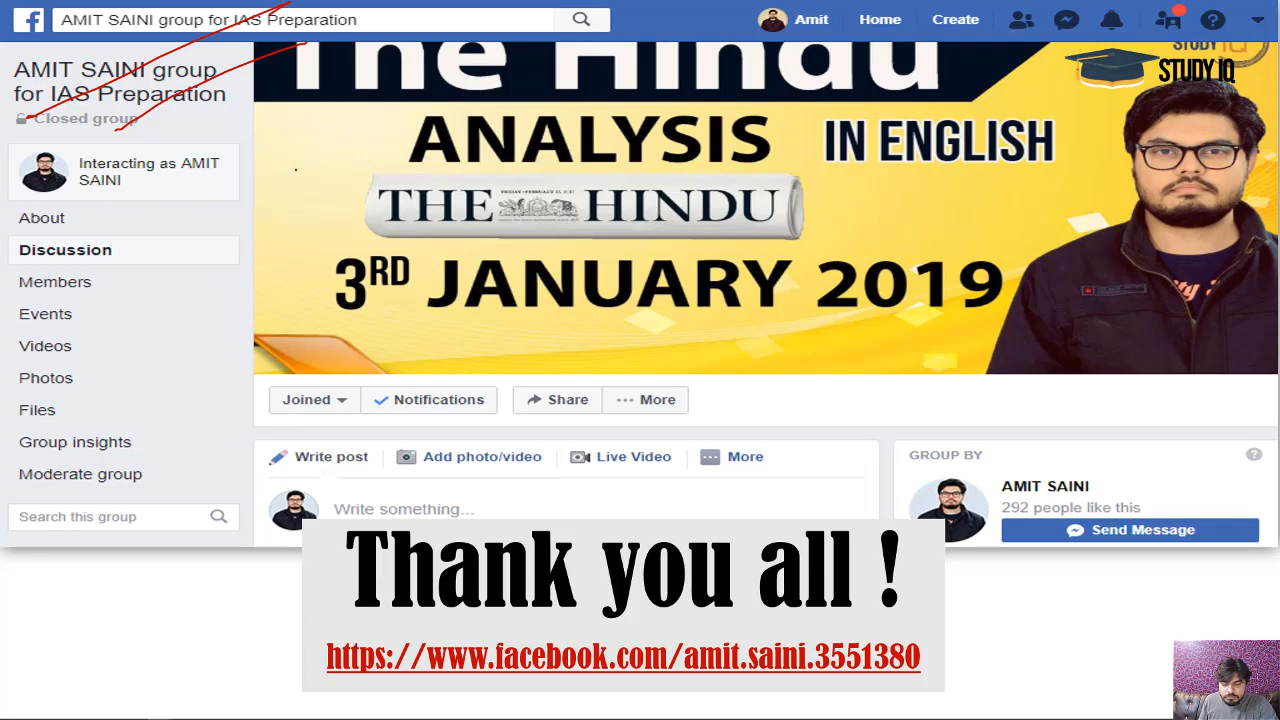 AMIT SAINI group for IAS Preparation
Amit
Home
Create
AMIT SAINI group
for IAS Preparation
Closed group
Interacting as AMIT
SAINI
About
Discussion
Members
Events
Videos
Photos
Files
Group insights
Moderate group
Search this group
The Hindu
STUDY IQ
STUDY IQ
ANALYSIS
IN ENGLISH
THE HINDU
3RD JANUARY 2019
Joined
Notifications
Share
More
Write post
Add photo/video
Live Video
More
Write something...
GROUP BY
AMIT SAINI
292 people like this
Send Message
Thank you all !
https://www.facebook.com/amit.saini.3551380